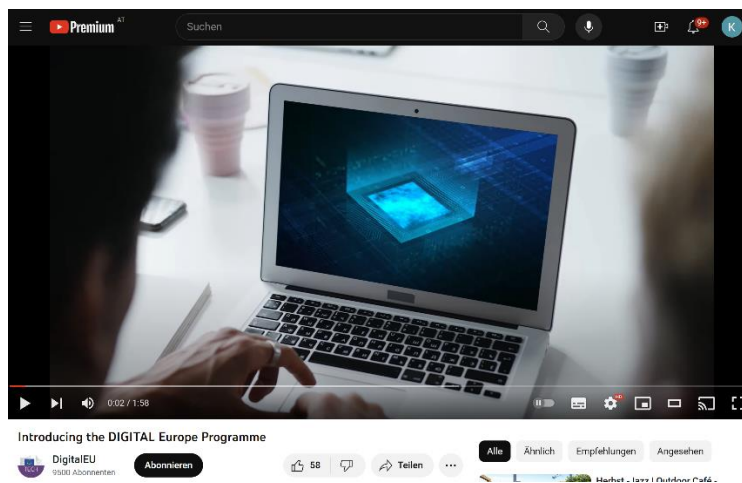 Premium AT
Suchen
9+
K
0:02 / 1:58
HD
Introducing the DIGITAL Europe Programme
DigitalEU
9500 Abonnenten
Abonnieren
58
Teilen
Alle
Ähnlich
Empfehlungen
Angesehen
Herbst - Jazz | Outdoor Café -